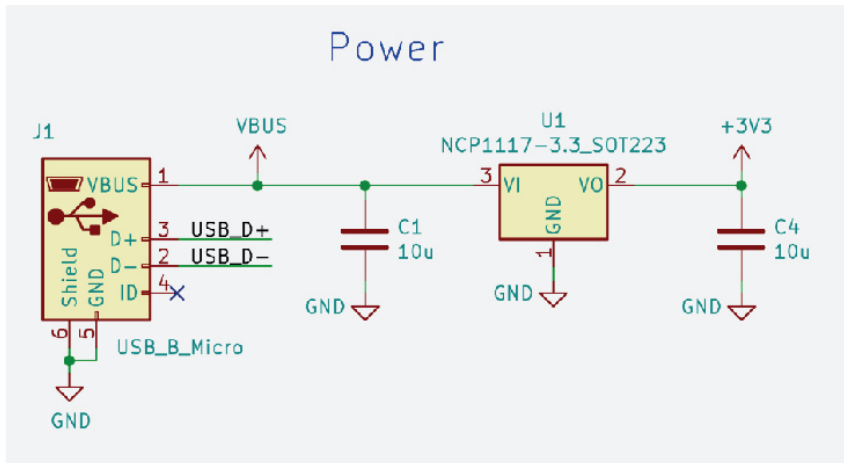 Power
J1
VBUS
U1
NCP1117-3.3_SOT223
+3V3
VBUS
1
3
VI
VO
2
D+
3
USB_D+
D-
2
USB_D-
ID
4
Shield
GND
6
5
GND
1
C1
10u
C4
10u
GND
GND
GND
USB_B_Micro
GND